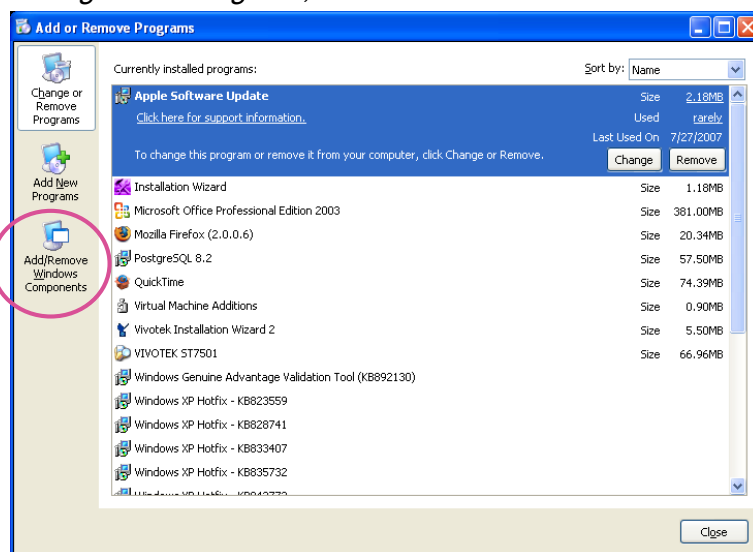 Add or Remove Programs
Change or
Remove
Programs
Add New
Programs
Add/Remove
Windows
Components
Currently installed programs:
Sort by: Name
Apple Software Update Size 2.18MB
Click here for support information. Used rarely
Last Used On 7/27/2007
To change this program or remove it from your computer, click Change or Remove. Change Remove
Installation Wizard Size 1.18MB
Microsoft Office Professional Edition 2003 Size 381.00MB
Mozilla Firefox (2.0.0.6) Size 20.34MB
PostgreSQL 8.2 Size 57.50MB
QuickTime Size 74.39MB
Virtual Machine Additions Size 0.90MB
Vivotek Installation Wizard 2 Size 5.50MB
VIVOTEK ST7501 Size 66.96MB
Windows Genuine Advantage Validation Tool (KB892130)
Windows XP Hotfix - KB823559
Windows XP Hotfix - KB828741
Windows XP Hotfix - KB833407
Windows XP Hotfix - KB835732
Close